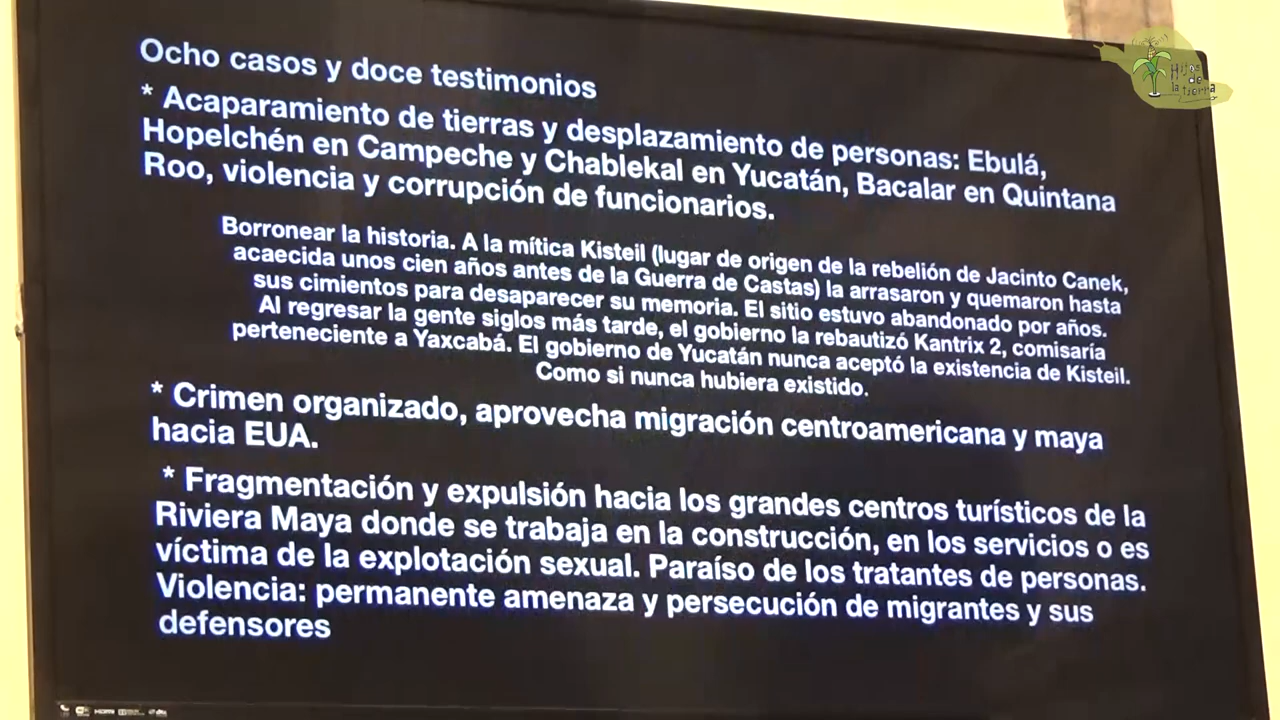 Ocho casos y doce testimonios
* Acaparamiento de tierras y desplazamiento de personas: Ebulá,
Hopelchén en Campeche y Chablekal en Yucatán, Bacalar en Quintana
Roo, violencia y corrupción de funcionarios.
Borronear la historia. A la mítica Kisteil (lugar de origen de la rebelión de Jacinto Canek,
acaecida unos cien años antes de la Guerra de Castas) la arrasaron y quemaron hasta
sus cimientos para desaparecer su memoria. El sitio estuvo abandonado por años.
Al regresar la gente siglos más tarde, el gobierno la rebautizó Kantrix 2, comisaría
perteneciente a Yaxcabá. El gobierno de Yucatán nunca aceptó la existencia de Kisteil.
Como si nunca hubiera existido.
* Crimen organizado, aprovecha migración centroamericana y maya
hacia EUA.
* Fragmentación y expulsión hacia los grandes centros turísticos de la
Riviera Maya donde se trabaja en la construcción, en los servicios o es
víctima de la explotación sexual. Paraíso de los tratantes de personas.
Violencia: permanente amenaza y persecución de migrantes y sus
defensores
Hijos
de
la tierra
HDMI